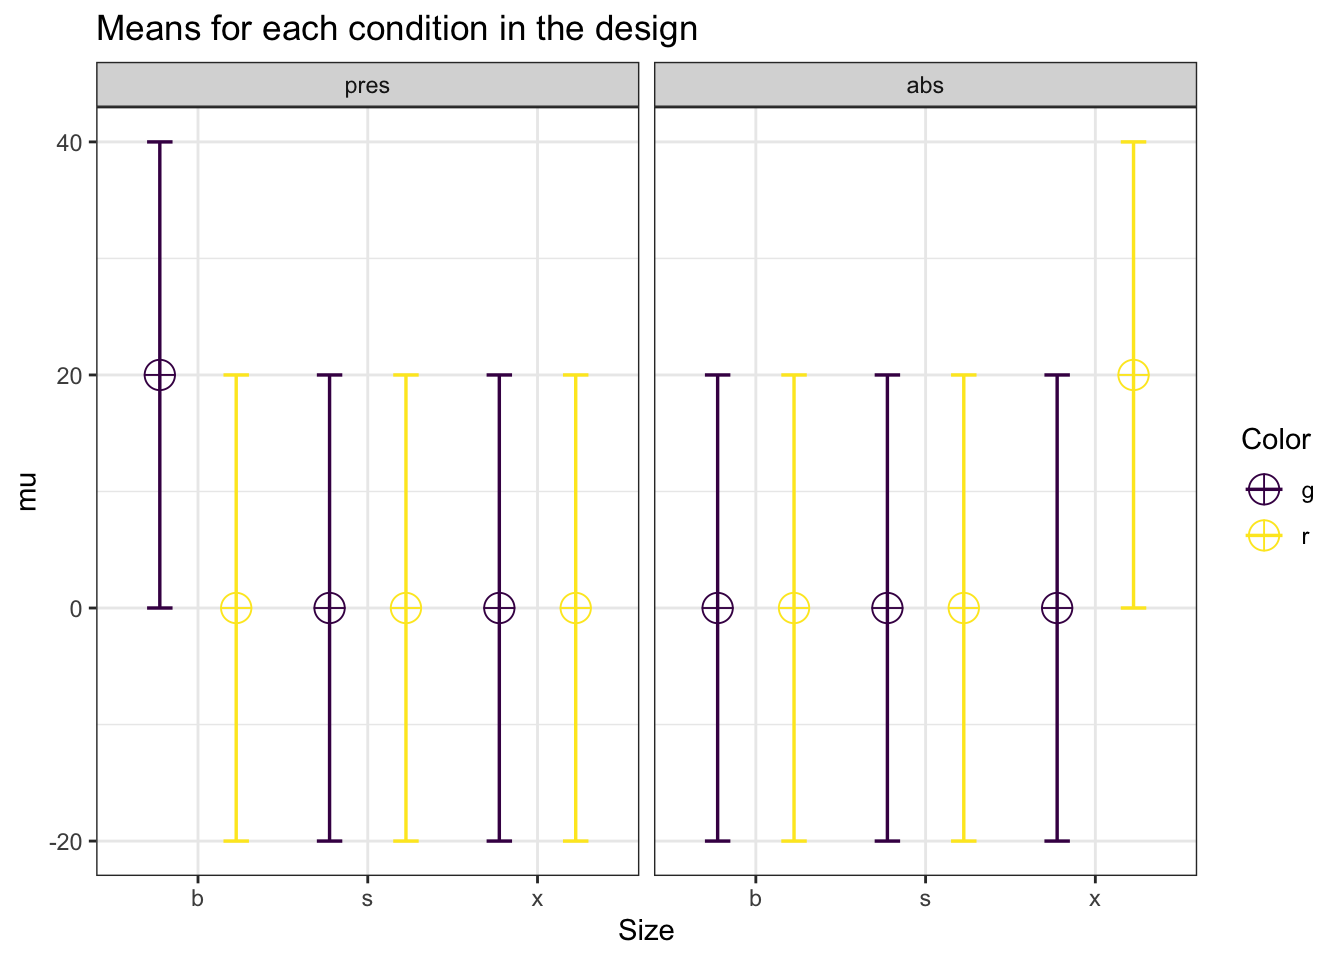 Means for each condition in the design
pres
abs
40
20
0
-20
mu
b
s
x
b
s
x
Size
Color
g
r